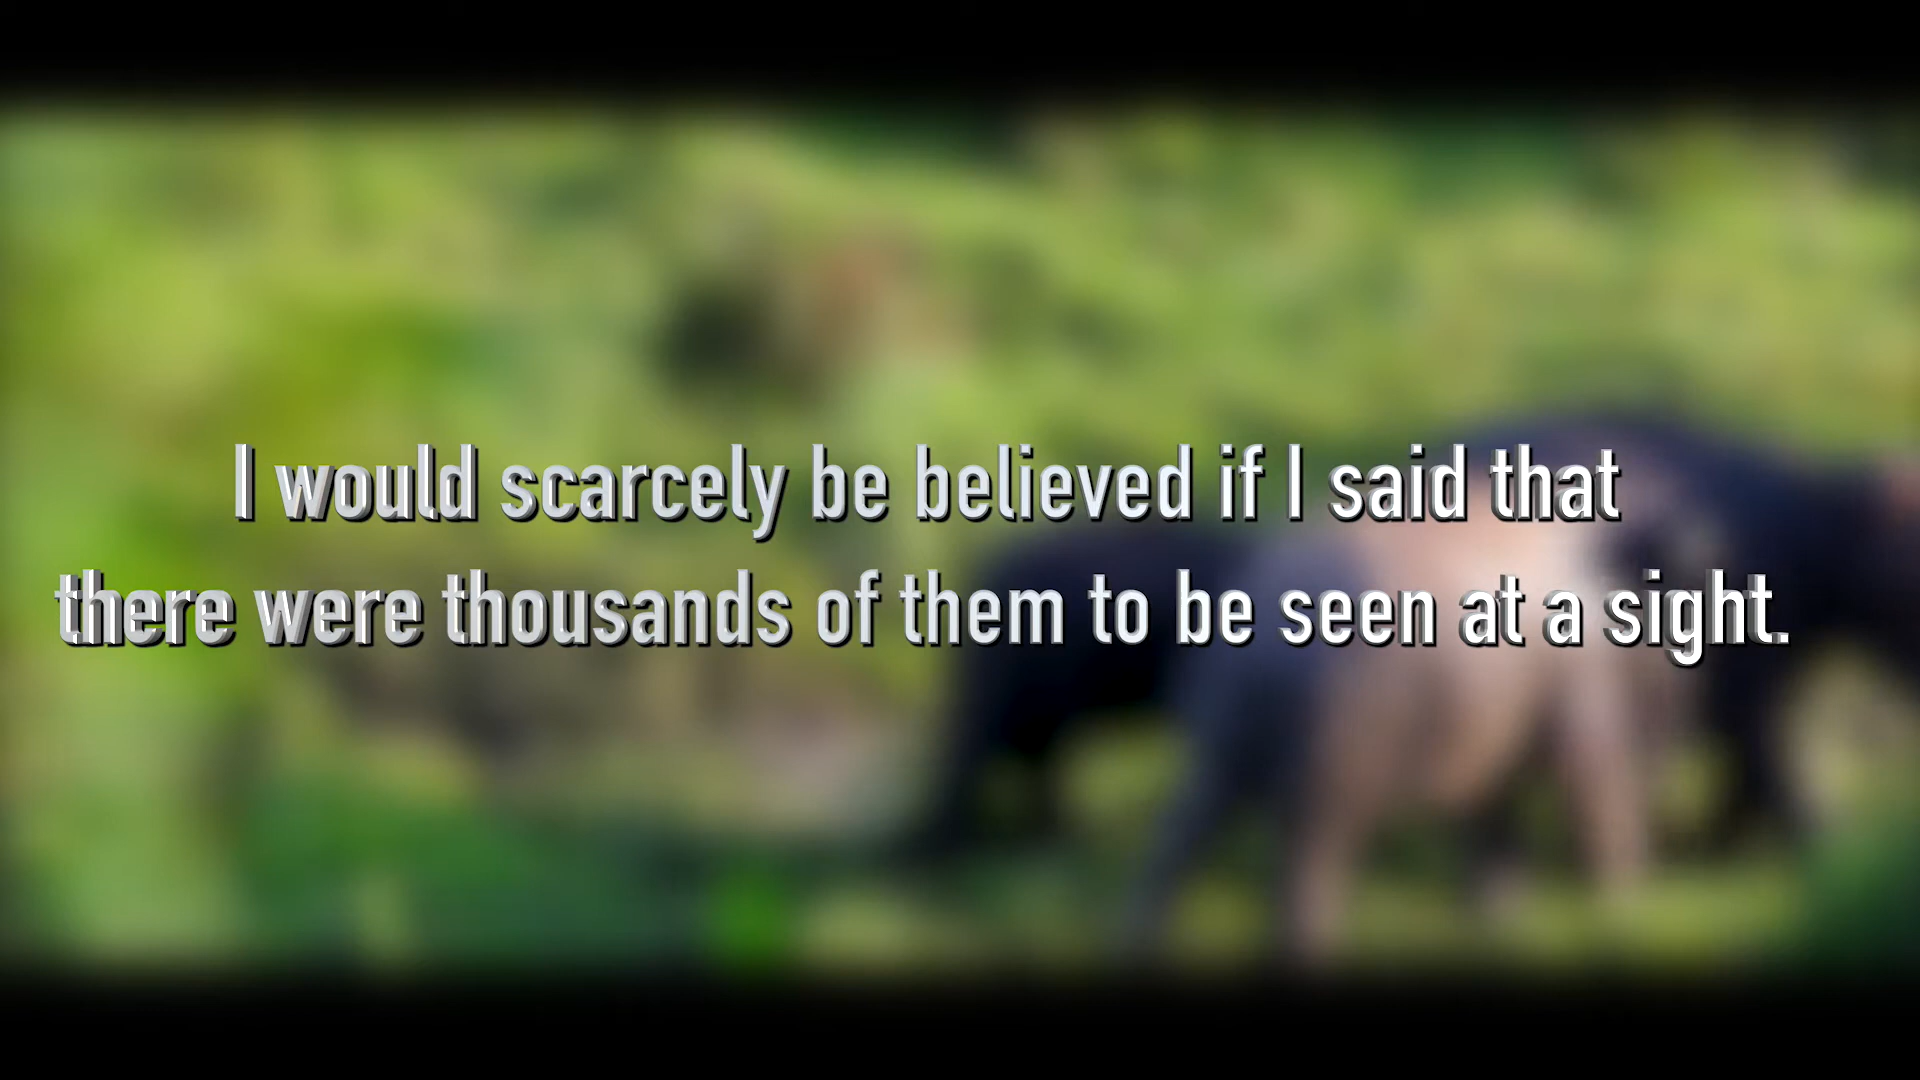 I would scarcely be believed if I said that
there were thousands of them to be seen at a sight.